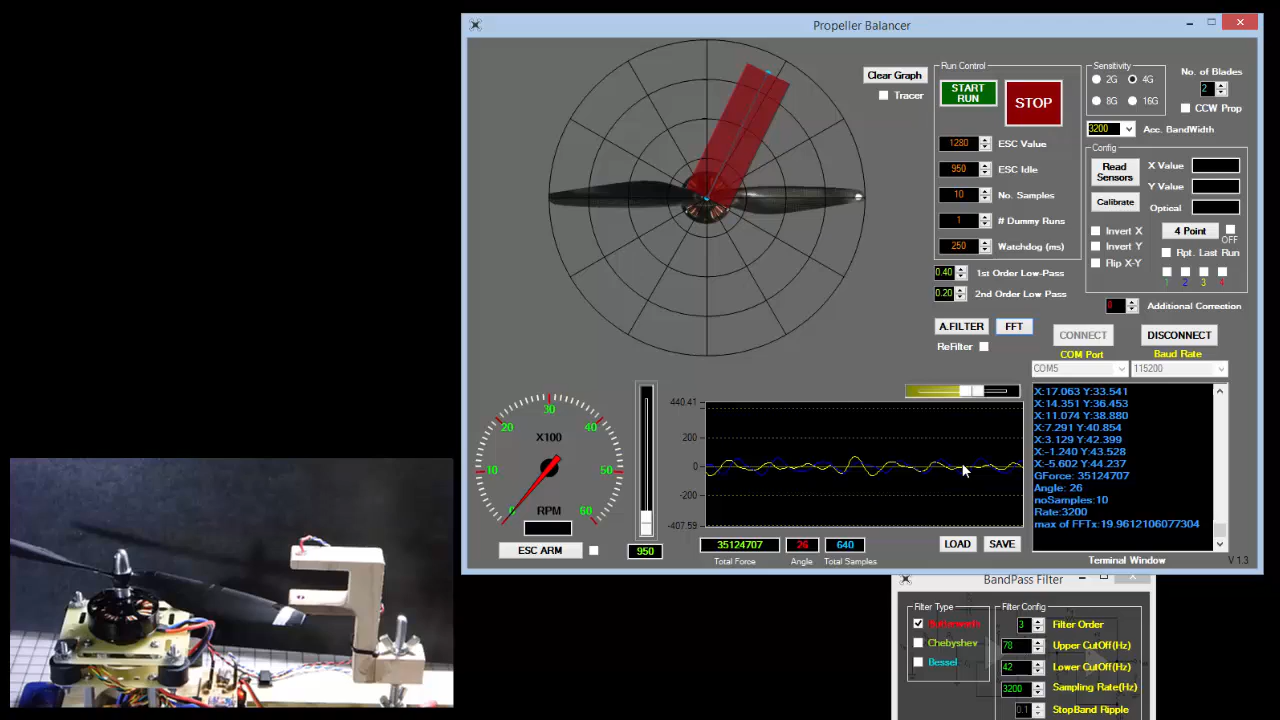 Propeller Balancer
Clear Graph
Tracer
Run Control
START RUN
STOP
1280 ESC Value
950 ESC Idle
10 No. Samples
1 # Dummy Runs
250 Watchdog (ms)
0.40 1st Order Low-Pass
0.20 2nd Order Low Pass
A.FILTER FFT
ReFilter
Sensitivity
2G 4G
8G 16G
No. of Blades
2
CCW Prop
3200 Acc. BandWidth
Config
Read Sensors
Calibrate
X Value
Y Value
Optical
Invert X
Invert Y
Flip X-Y
4 Point
OFF
Rpt. Last Run
1 2 3 4
0 Additional Correction
CONNECT DISCONNECT
COM Port Baud Rate
COM5 115200
X:17.063 Y:33.541
X:14.351 Y:36.453
X:11.074 Y:38.880
X:7.291 Y:40.854
X:3.129 Y:42.399
X:-1.240 Y:43.528
X:-5.602 Y:44.237
GForce: 35124707
Angle: 26
noSamples:10
Rate:3200
max of FFTx:19.9612106077304
Terminal Window V 1.3
0 10 20 30 40 50 60
X100
RPM
ESC ARM
950
440.41
200
0
-200
-407.59
35124707 26 640
Total Force Angle Total Samples
LOAD SAVE
BandPass Filter
Filter Type
Butterworth
Chebyshev
Bessel
Filter Config
3 Filter Order
78 Upper CutOff(Hz)
42 Lower CutOff(Hz)
3200 Sampling Rate(Hz)
0.1 StopBand Ripple